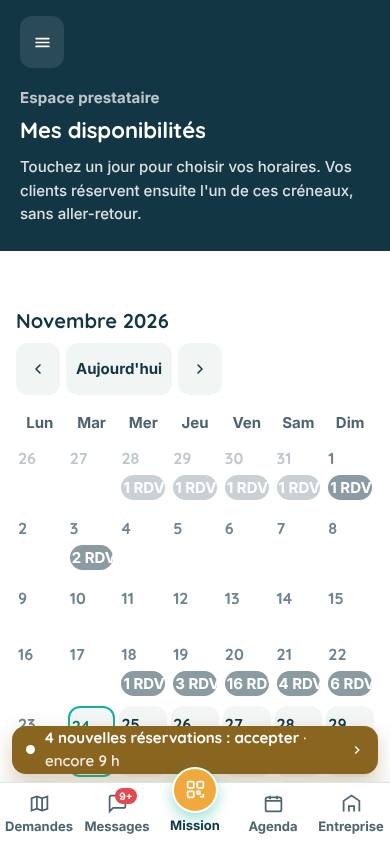 Espace prestataire
Mes disponibilités
Touchez un jour pour choisir vos horaires. Vos
clients réservent ensuite l'un de ces créneaux,
sans aller-retour.
Novembre 2026
Aujourd'hui
Lun Mar Mer Jeu Ven Sam Dim
26 27 28 29 30 31 1
1 RDV 1 RDV 1 RDV 1 RDV 1 RDV
2 3 4 5 6 7 8
2 RDV
9 10 11 12 13 14 15
16 17 18 19 20 21 22
1 RDV 3 RDV 16 RD 4 RDV 6 RDV
23 24 25 26 27 28 29
4 nouvelles réservations : accepter ·
encore 9 h
9+
Demandes Messages Mission Agenda Entreprise